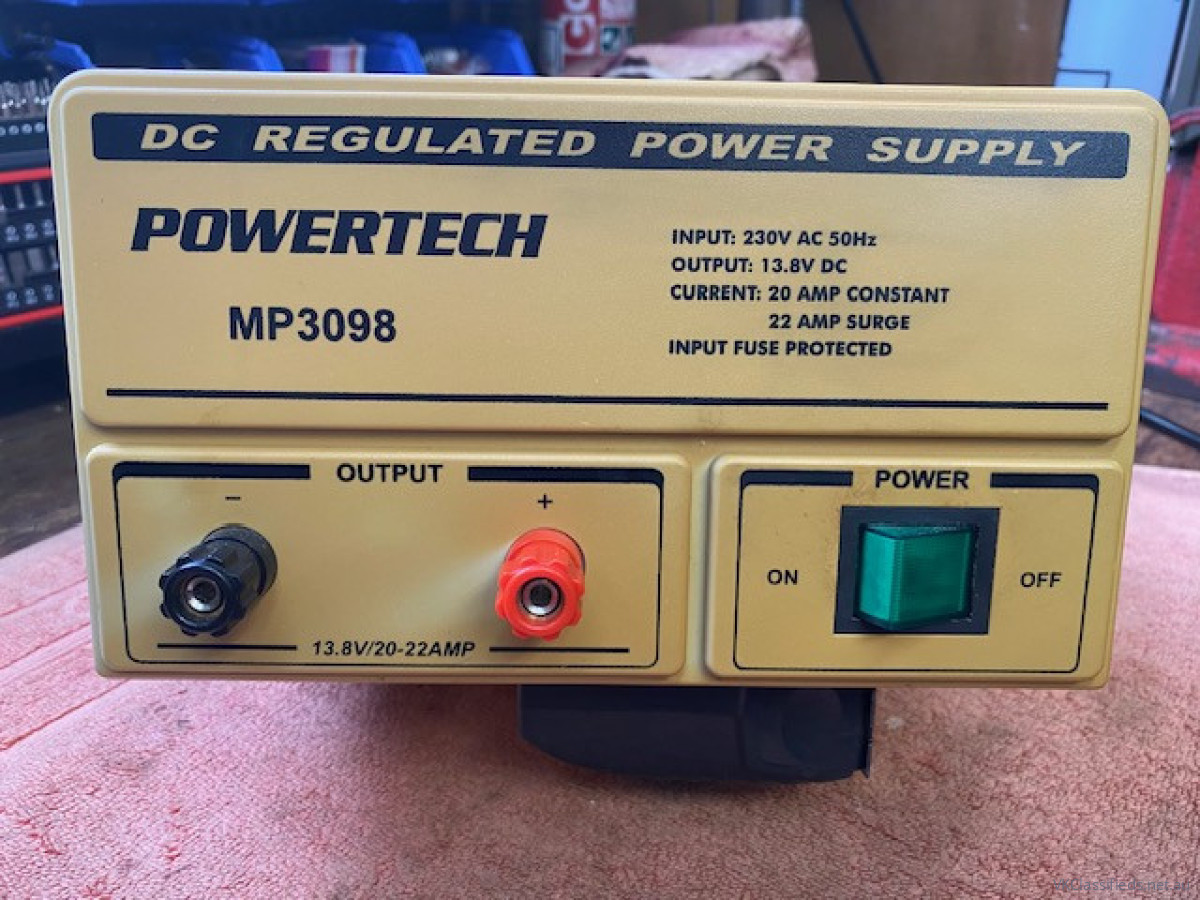 DC REGULATED POWER SUPPLY
POWERTECH
MP3098
INPUT: 230V AC 50Hz
OUTPUT: 13.8V DC
CURRENT: 20 AMP CONSTANT
22 AMP SURGE
INPUT FUSE PROTECTED
OUTPUT
− +
13.8V/20-22AMP
POWER
ON OFF